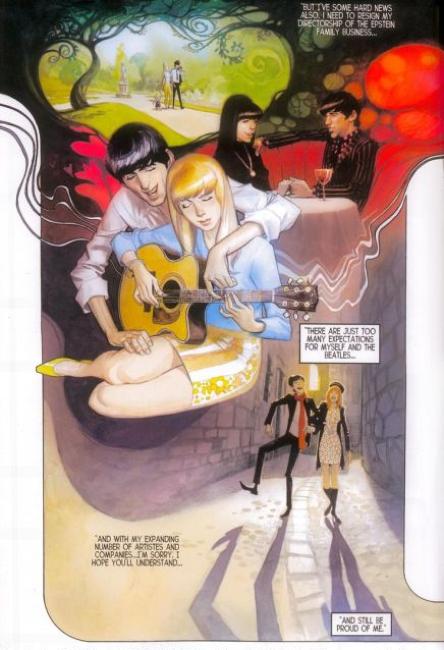 "BUT I'VE SOME HARD NEWS
ALSO. I NEED TO RESIGN MY
DIRECTORSHIP OF THE EPSTEIN
FAMILY BUSINESS...
"THERE ARE JUST TOO
MANY EXPECTATIONS
FOR MYSELF AND THE
BEATLES...
"AND WITH MY EXPANDING
NUMBER OF ARTISTES AND
COMPANIES...I'M SORRY. I
HOPE YOU'LL UNDERSTAND...
"AND STILL BE
PROUD OF ME."